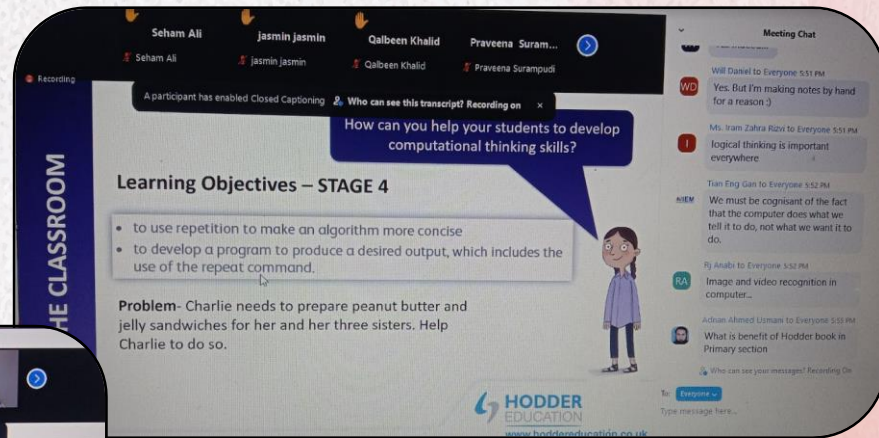 Seham Ali
jasmin jasmin
Qalbeen Khalid
Praveena Suram...
Seham Ali
jasmin jasmin
Qalbeen Khalid
Praveena Surampudi
Recording
A participant has enabled Closed Captioning Who can see this transcript? Recording on ×
How can you help your students to develop
computational thinking skills?
HE CLASSROOM
Learning Objectives – STAGE 4
• to use repetition to make an algorithm more concise
• to develop a program to produce a desired output, which includes the
use of the repeat command.
Problem- Charlie needs to prepare peanut butter and
jelly sandwiches for her and her three sisters. Help
Charlie to do so.
HODDER
EDUCATION
www.hoddereducation.co.uk
Meeting Chat
Will Daniel to Everyone 5:51 PM
WD
Yes. But I'm making notes by hand
for a reason :)
Ms. Iram Zahra Rizvi to Everyone 5:51 PM
I
logical thinking is important
everywhere
Tian Eng Gan to Everyone 5:52 PM
We must be cognisant of the fact
that the computer does what we
tell it to do, not what we want it to
do.
Rj Anabi to Everyone 5:52 PM
RA
Image and video recognition in
computer...
Adnan Ahmed Usmani to Everyone 5:53 PM
What is benefit of Hodder book in
Primary section
Who can see your messages? Recording On
To: Everyone
Type message here...